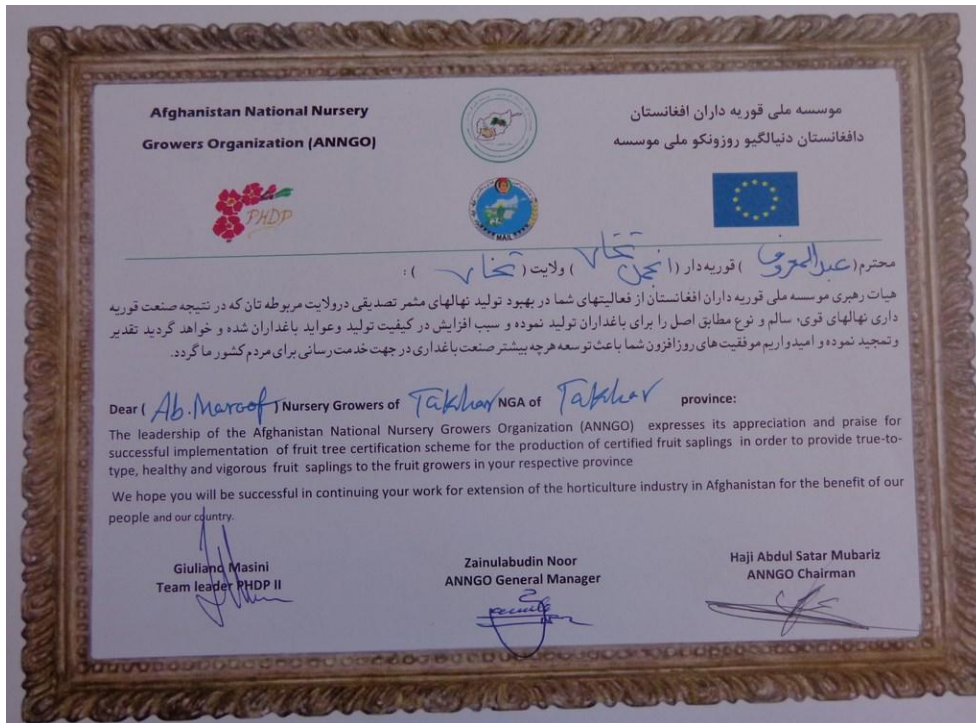 Afghanistan National Nursery
Growers Organization (ANNGO)
موسسه ملی قوریه داران افغانستان
دافغانستان دنیالگیو روزونکو ملی موسسه
PHDP
MAIL
محترم (عبدالمعروف) قوریه دار (انجمن تخار) ولایت (تخار) :
هیات رهبری موسسه ملی قوریه داران افغانستان از فعالیتهای شما در بهبود تولید نهالهای مثمر تصدیقی درولایت مربوطه تان که در نتیجه صنعت قوریه
داری نهالهای قوی، سالم و نوع مطابق اصل را برای باغداران تولید نموده و سبب افزایش در کیفیت تولید وعواید باغداران شده و خواهد گردید تقدیر
وتمجید نموده و امیدواریم موفقیت های روزافزون شما باعث توسعه هرچه بیشتر صنعت باغداری در جهت خدمت رسانی برای مردم کشور ما گردد.
Dear ( Ab. Maroof ) Nursery Growers of Takhar NGA of Takhar province:
The leadership of the Afghanistan National Nursery Growers Organization (ANNGO) expresses its appreciation and praise for
successful implementation of fruit tree certification scheme for the production of certified fruit saplings in order to provide true-to-
type, healthy and vigorous fruit saplings to the fruit growers in your respective province
We hope you will be successful in continuing your work for extension of the horticulture industry in Afghanistan for the benefit of our
people and our country.
Giuliano Masini
Team leader PHDP II
Zainulabudin Noor
ANNGO General Manager
Haji Abdul Satar Mubariz
ANNGO Chairman